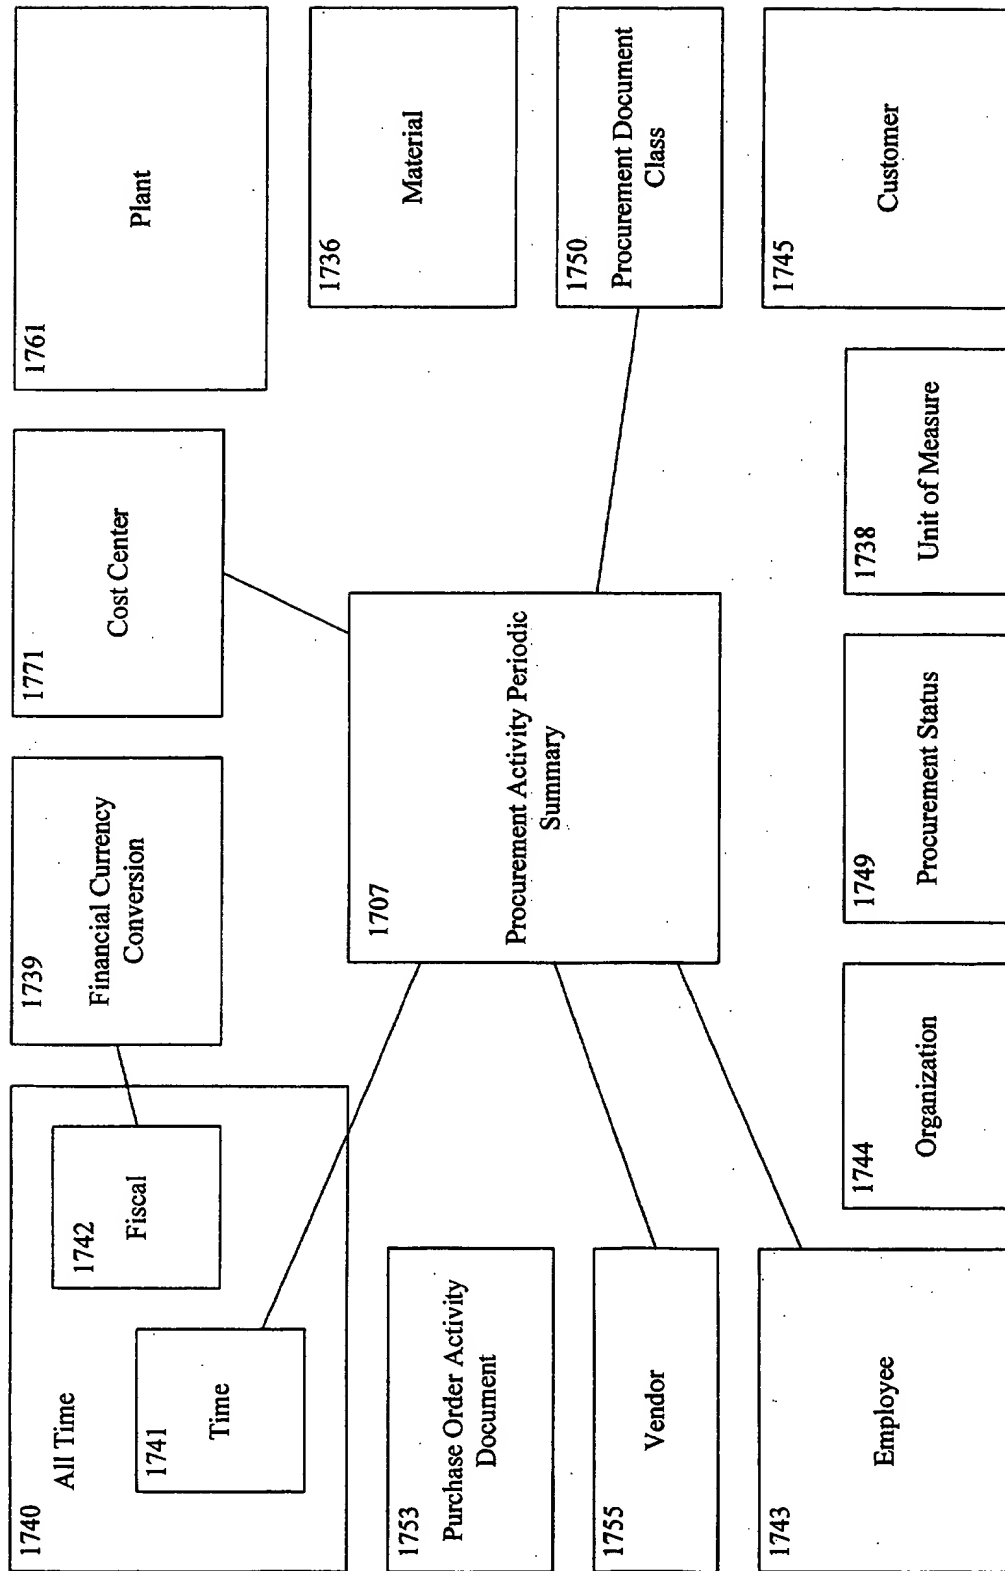 1740
All Time
1741
Time
1742
Fiscal
1739
Financial Currency
Conversion
1771
Cost Center
1761
Plant
1753
Purchase Order Activity
Document
1707
Procurement Activity Periodic
Summary
1736
Material
1755
Vendor
1750
Procurement Document
Class
1743
Employee
1744
Organization
1749
Procurement Status
1738
Unit of Measure
1745
Customer